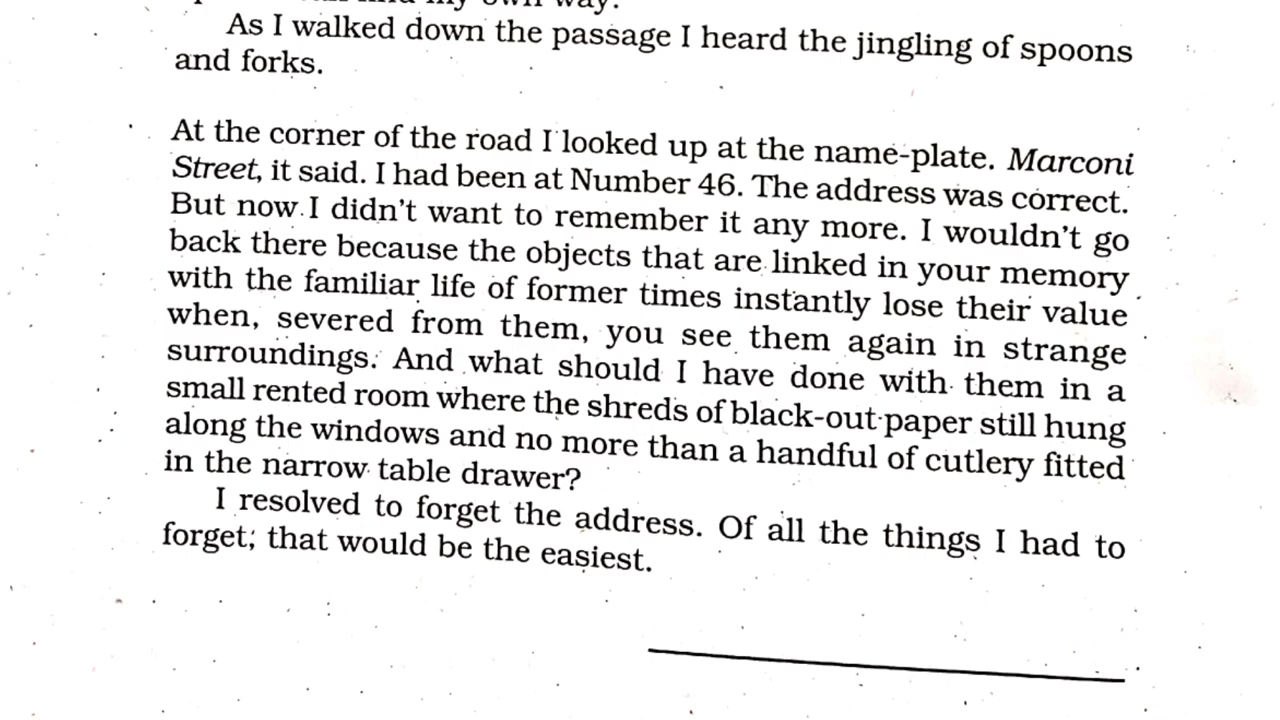 my own way.
As I walked down the passage I heard the jingling of spoons
and forks.
At the corner of the road I looked up at the name-plate. Marconi
Street, it said. I had been at Number 46. The address was correct.
But now I didn't want to remember it any more. I wouldn't go
back there because the objects that are linked in your memory
with the familiar life of former times instantly lose their value
when, severed from them, you see them again in strange
surroundings. And what should I have done with them in a
small rented room where the shreds of black-out paper still hung
along the windows and no more than a handful of cutlery fitted
in the narrow table drawer?
I resolved to forget the address. Of all the things I had to
forget; that would be the easiest.